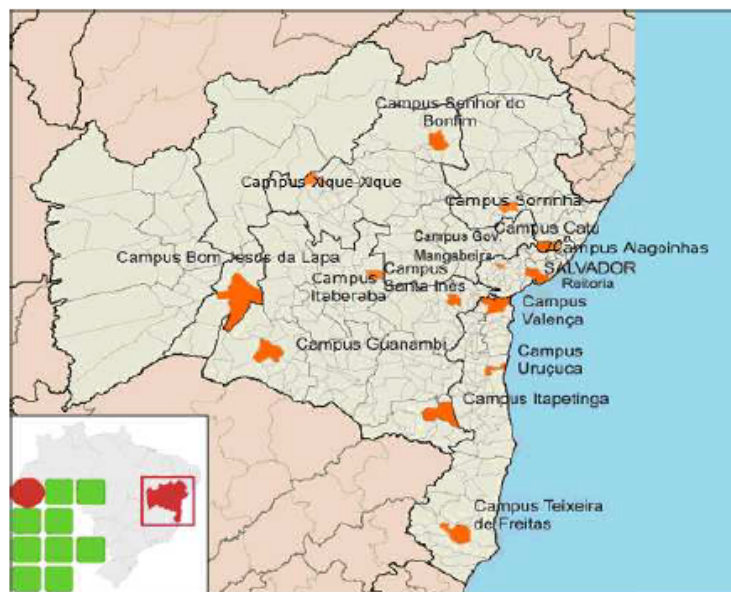 Campus Senhor do
Bonfim
Campus Xique-Xique
Campus Serrinha
Campus Catu
Campus Gov.
Mangabeira
Campus Alagoinhas
Campus Bom Jesus da Lapa
Campus
Itaberaba
Campus
Santa Inês
SALVADOR
Reitoria
Campus
Valença
Campus Guanambi
Campus
Uruçuca
Campus Itapetinga
Campus Teixeira
de Freitas